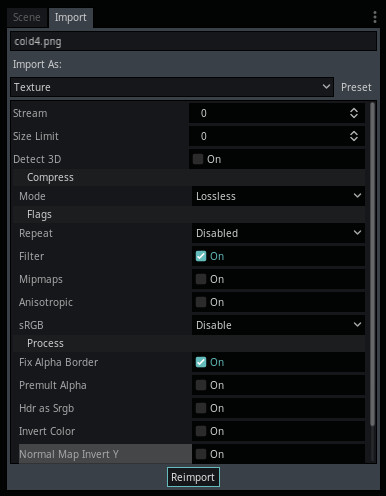 Scene Import
cold4.png
Import As:
Texture Preset
Stream 0
Size Limit 0
Detect 3D On
Compress
Mode Lossless
Flags
Repeat Disabled
Filter On
Mipmaps On
Anisotropic On
sRGB Disable
Process
Fix Alpha Border On
Premult Alpha On
Hdr as Srgb On
Invert Color On
Normal Map Invert Y On
Reimport